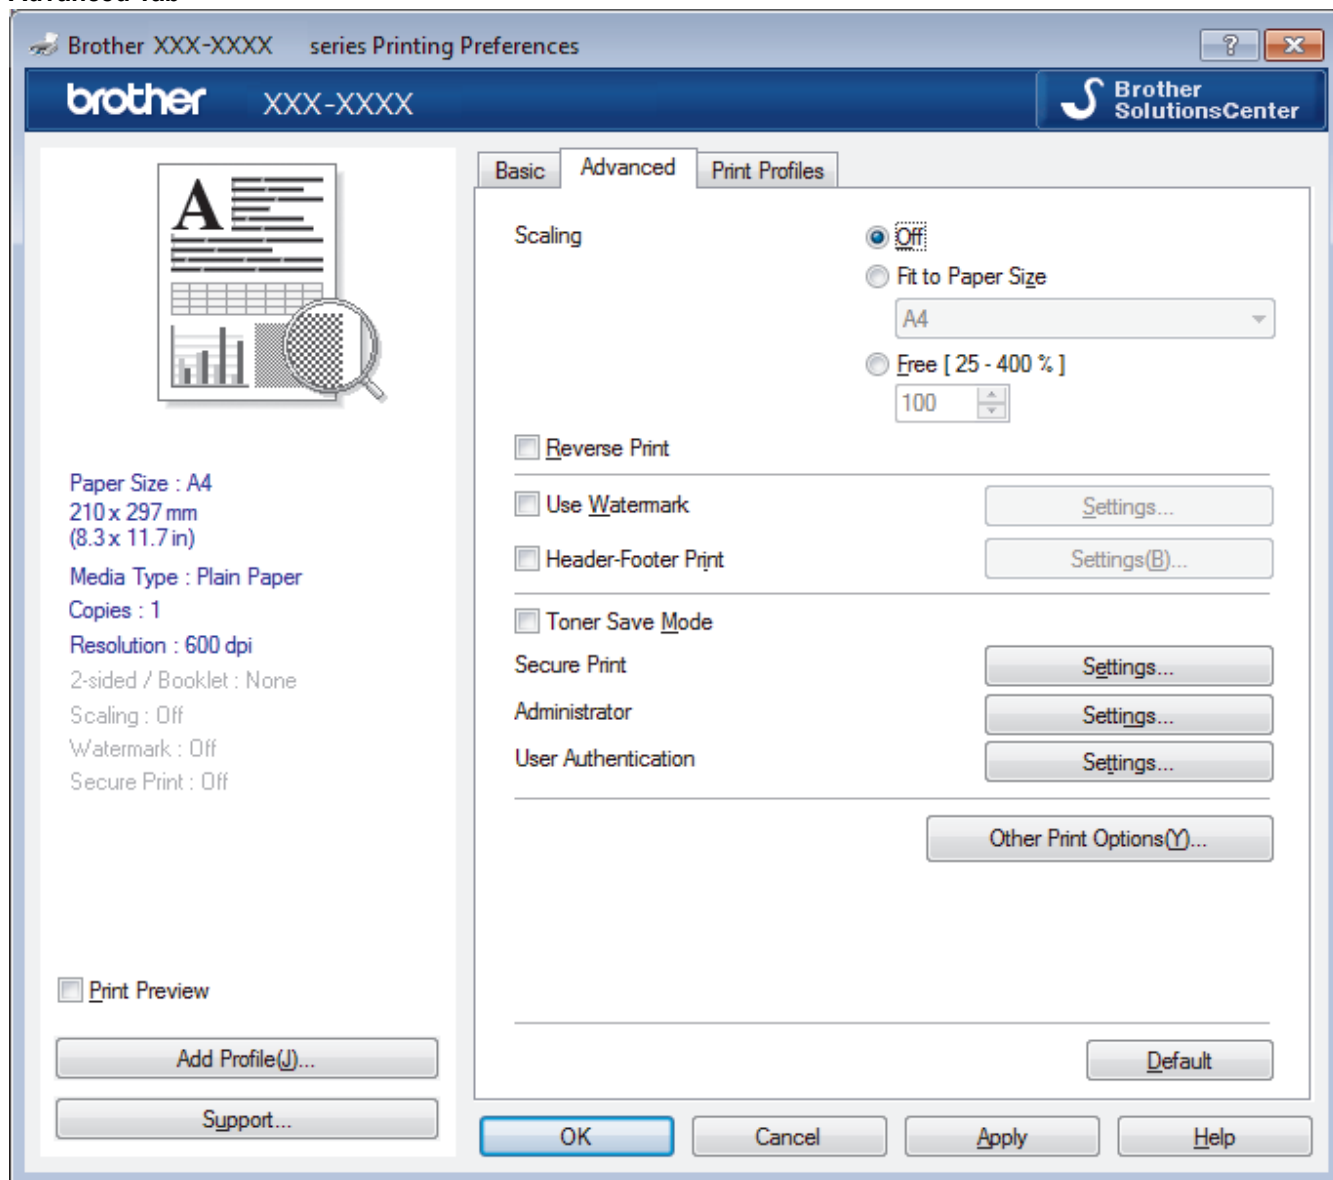 Advanced Tab
Brother XXX-XXXX series Printing Preferences
brother XXX-XXXX
Brother
SolutionsCenter
A
Paper Size : A4
210 x 297 mm
(8.3 x 11.7 in)
Media Type : Plain Paper
Copies : 1
Resolution : 600 dpi
2-sided / Booklet : None
Scaling : Off
Watermark : Off
Secure Print : Off
Print Preview
Add Profile(J)...
Support...
Basic Advanced Print Profiles
Scaling Off
Fit to Paper Size
A4
Free [ 25 - 400 % ]
100
Reverse Print
Use Watermark Settings...
Header-Footer Print Settings(B)...
Toner Save Mode
Secure Print Settings...
Administrator Settings...
User Authentication Settings...
Other Print Options(Y)...
Default
OK Cancel Apply Help